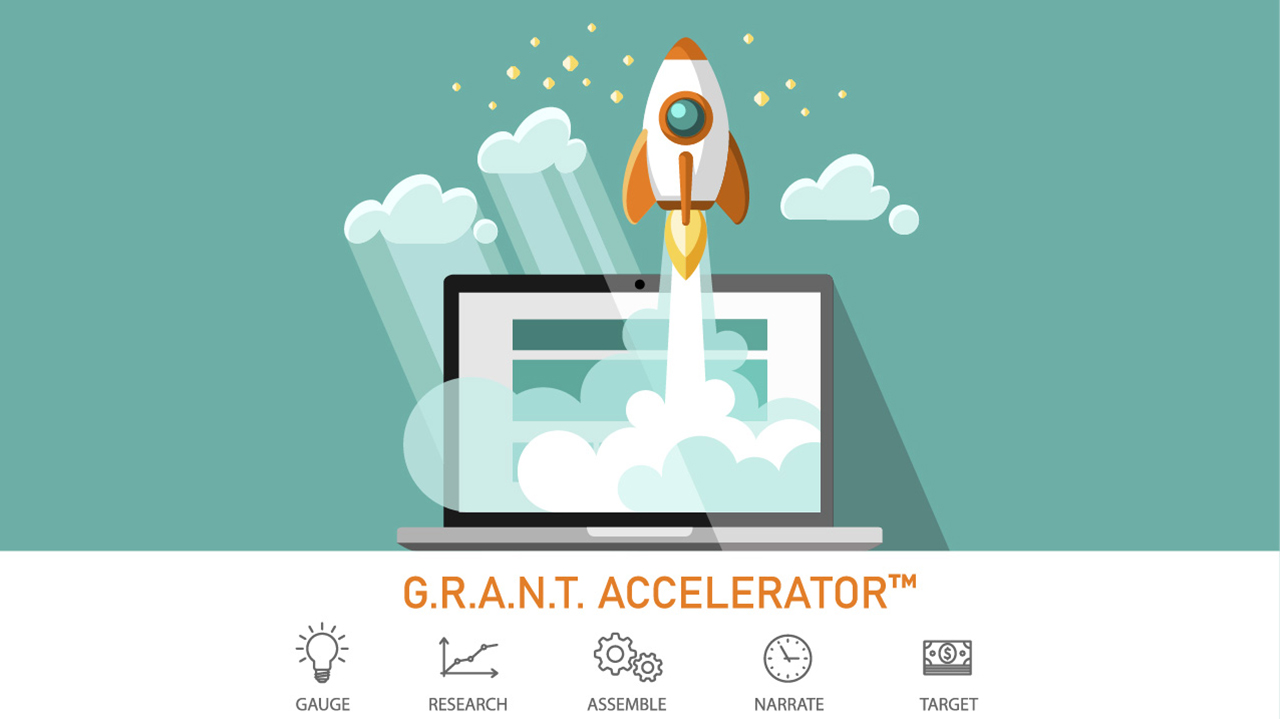 G.R.A.N.T. ACCELERATOR™
GAUGE RESEARCH ASSEMBLE NARRATE TARGET